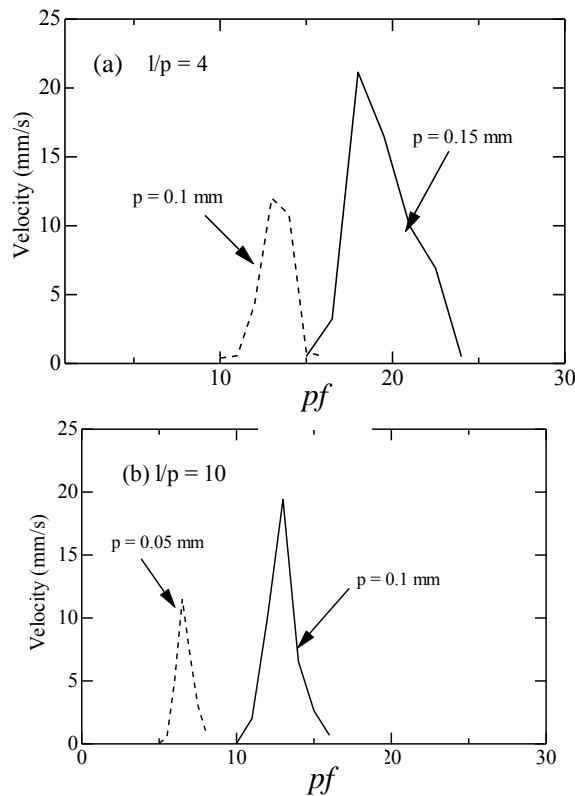 25
(a) l/p = 4
20
p = 0.15 mm
15
p = 0.1 mm
Velocity (mm/s)
10
5
0
10 20 30
pf
25
(b) l/p = 10
20
p = 0.05 mm
15
p = 0.1 mm
Velocity (mm/s)
10
5
0
0 10 20 30
pf